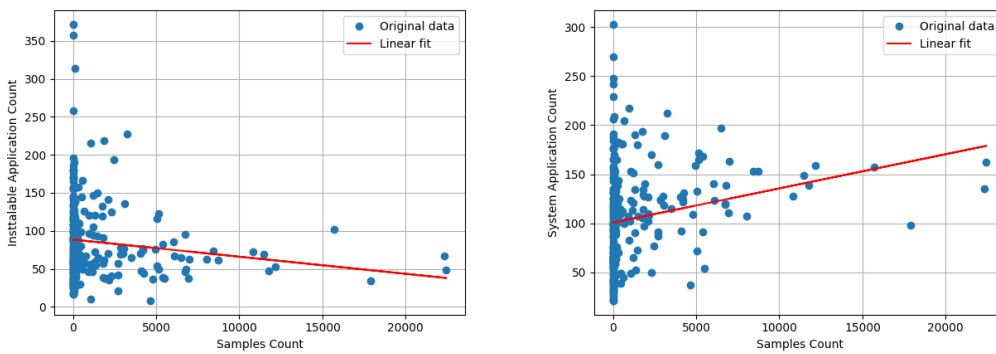 Original data
Linear fit
350
300
250
200
150
100
50
0
Insttalable Application Count
0 5000 10000 15000 20000
Samples Count
Original data
Linear fit
300
250
200
150
100
50
System Application Count
0 5000 10000 15000 20000
Samples Count